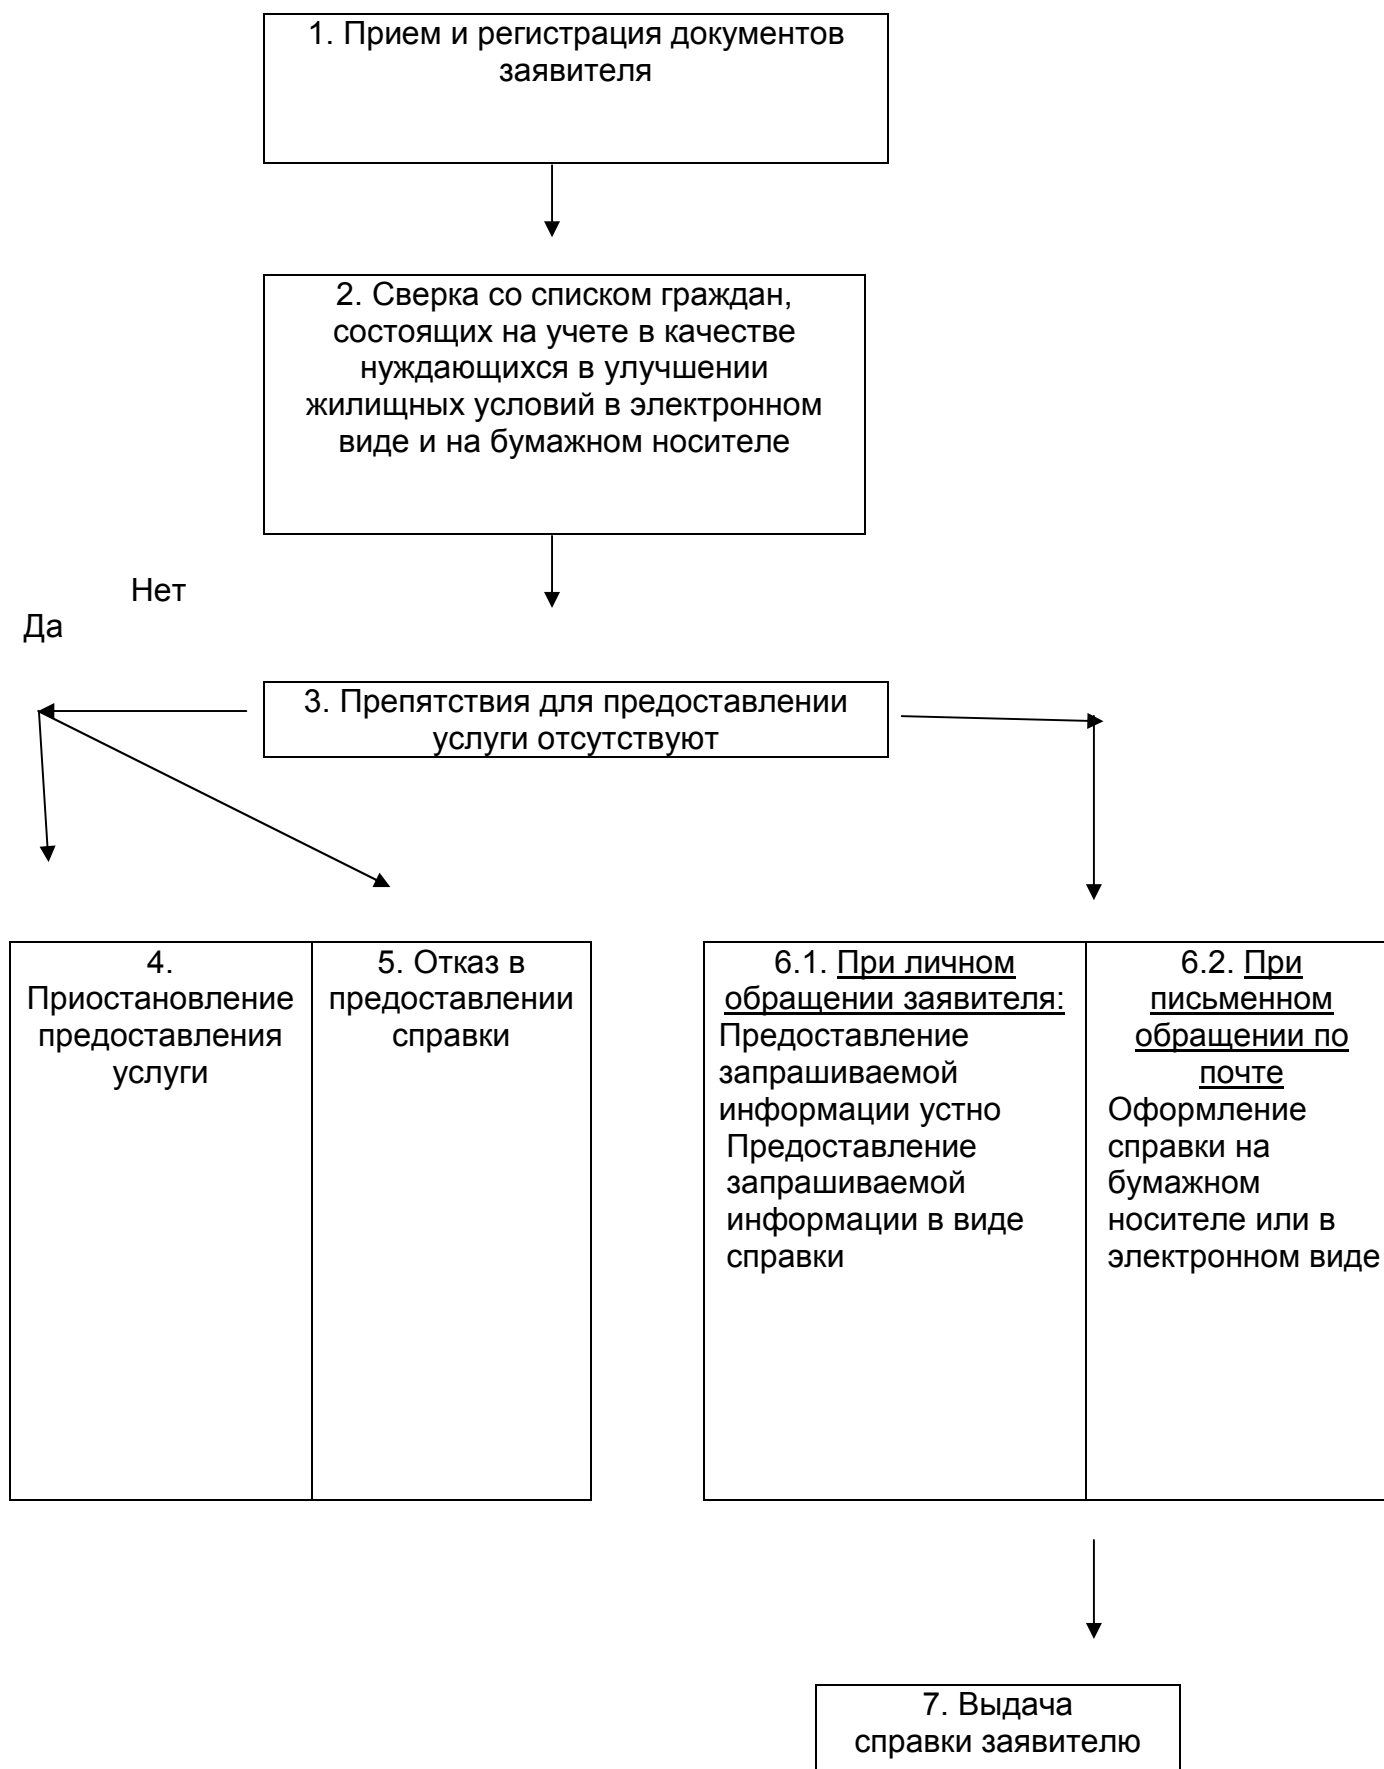 1. Прием и регистрация документов
заявителя
2. Сверка со списком граждан,
состоящих на учете в качестве
нуждающихся в улучшении
жилищных условий в электронном
виде и на бумажном носителе
Нет
Да
3. Препятствия для предоставлении
услуги отсутствуют
4.
Приостановление
предоставления
услуги
5. Отказ в
предоставлении
справки
6.1. При личном
обращении заявителя:
Предоставление
запрашиваемой
информации устно
Предоставление
запрашиваемой
информации в виде
справки
6.2. При
письменном
обращении по
почте
Оформление
справки на
бумажном
носителе или в
электронном виде
7. Выдача
справки заявителю